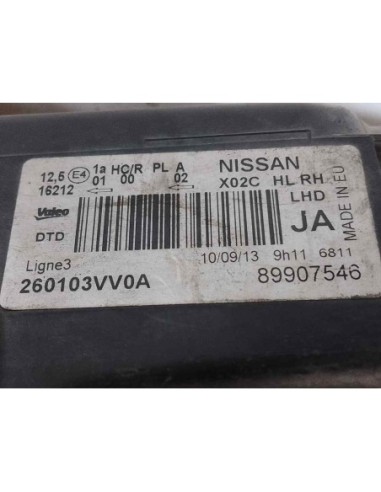 12,5 E4 1a HC/R PL A
16212 01 00 02
NISSAN
X02C HL RH
LHD
Valeo
DTD
JA
MADE IN EU
Ligne3
10/09/13 9h11 6811
260103VV0A
89907546